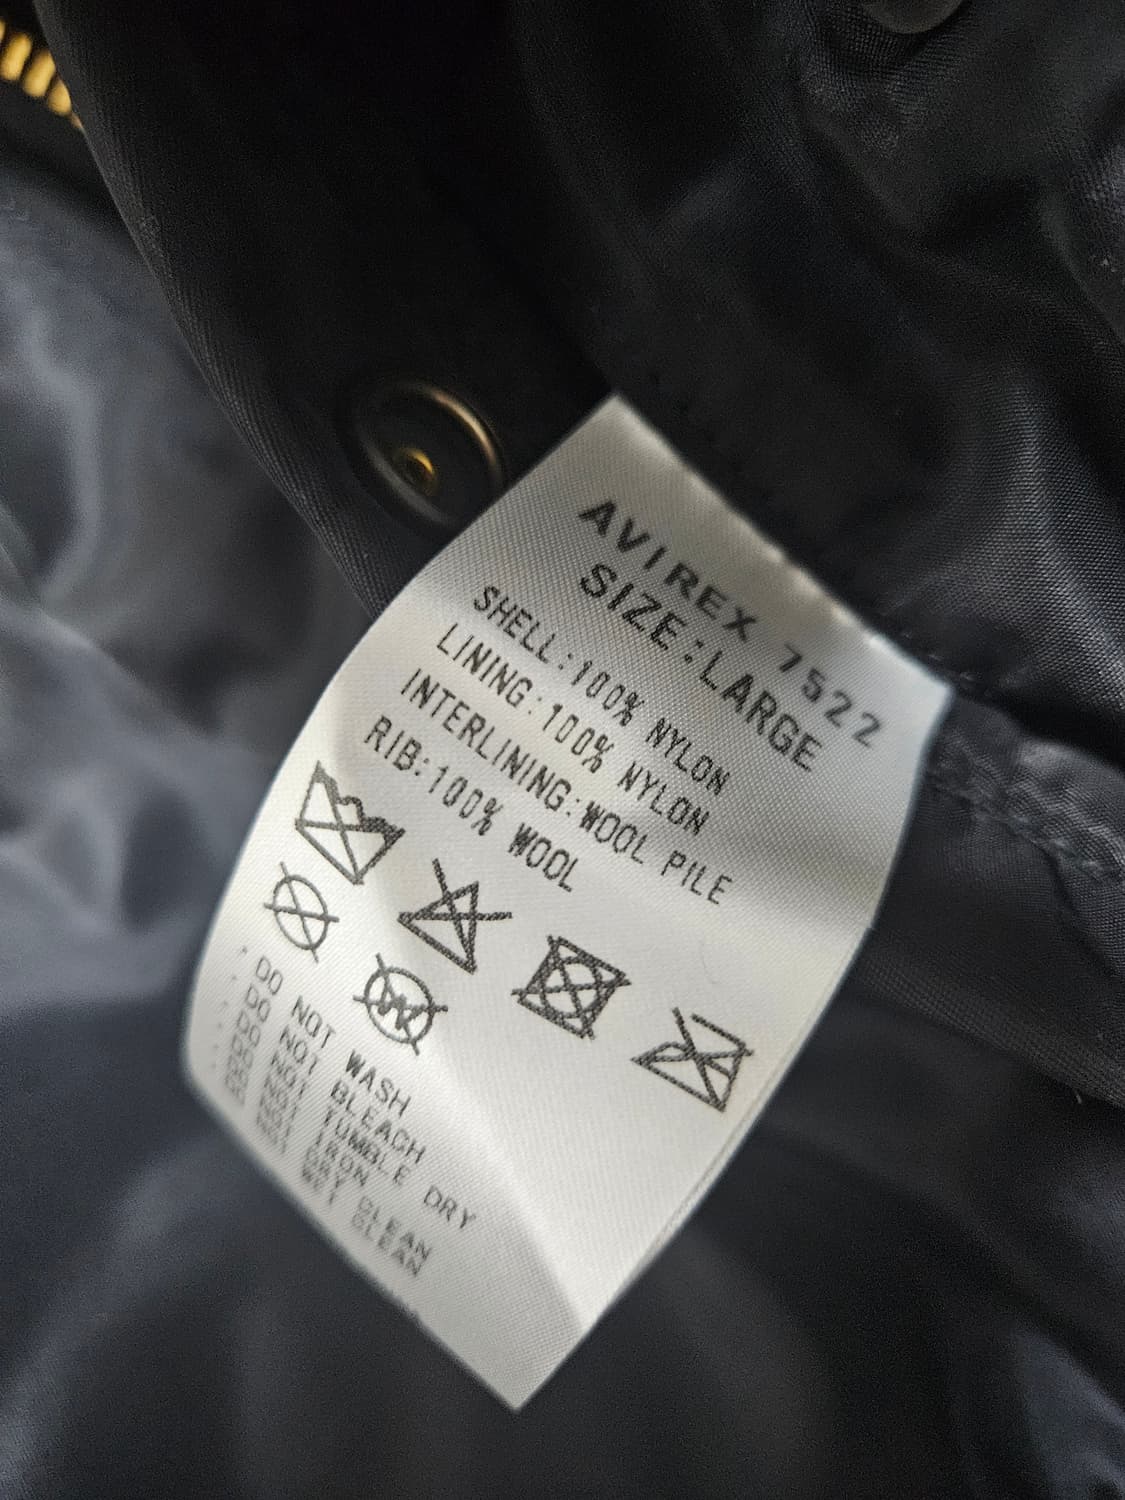 AVIREX 7522
SIZE:LARGE
SHELL:100% NYLON
LINING:100% NYLON
INTERLINING:WOOL PILE
RIB:100% WOOL
W
· DO NOT WASH
· DO NOT BLEACH
· DO NOT TUMBLE DRY
· DO NOT IRON
· DO NOT DRY CLEAN
· DO NOT WET CLEAN